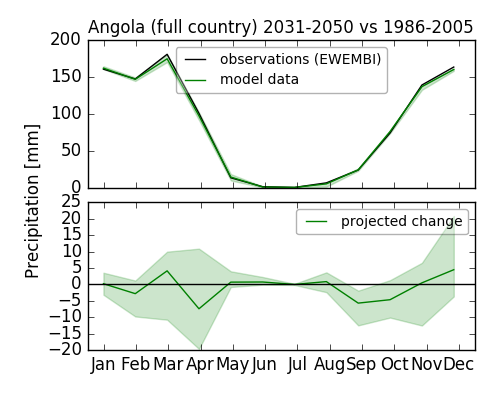 Angola (full country) 2031-2050 vs 1986-2005
200
150
100
50
0
observations (EWEMBI)
model data
Precipitation [mm]
25
20
15
10
5
0
−5
−10
−15
−20
projected change
Jan Feb Mar Apr May Jun Jul Aug Sep Oct Nov Dec